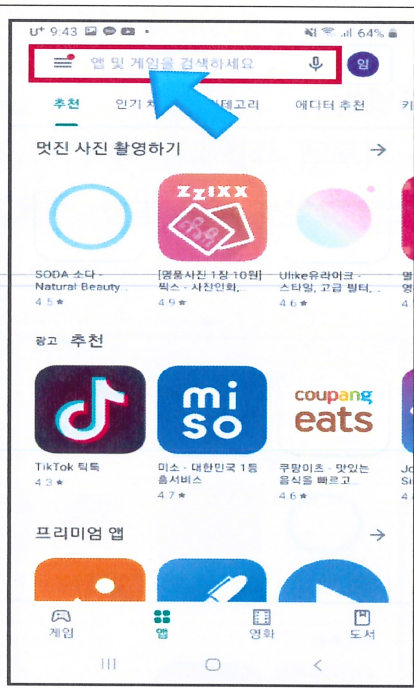 U+ 9:43
64%
앱 및 게임을 검색하세요
임
추천 인기 에디터 추천
멋진 사진 촬영하기
ZZIXX
SODA 소다 -
Natural Beauty
4.5★
[명품사진 1장 10원]
찍스 - 사진인화,...
4.9★
Ulike유라이크 -
스타일, 고급 필터, ..
4.6★
광고 추천
mi
so
coupang
eats
TikTok 틱톡
4.3★
미소 - 대한민국 1등
홈서비스
4.7★
쿠팡이츠 - 맛있는
음식을 빠르고...
4.6★
프리미엄 앱
게임
앱
영화
도서